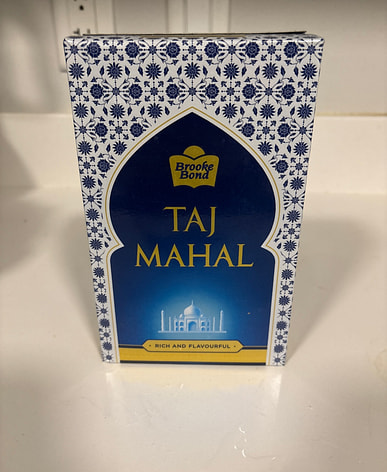 Brooke
Bond
TAJ
MAHAL
RICH AND FLAVOURFUL